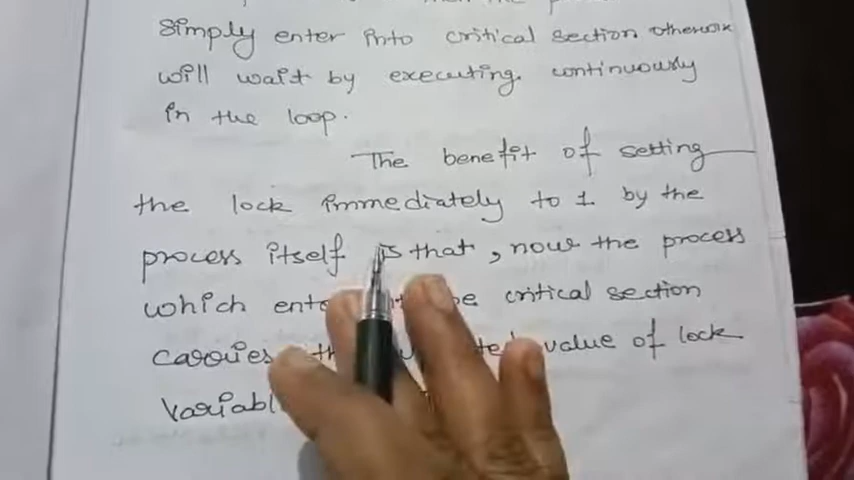 simply enter into critical section otherwise
will wait by executing continuously
in the loop.
The benefit of setting
the lock immediately to 1 by the
process itself is that, now the process
which critical section
carries value of lock